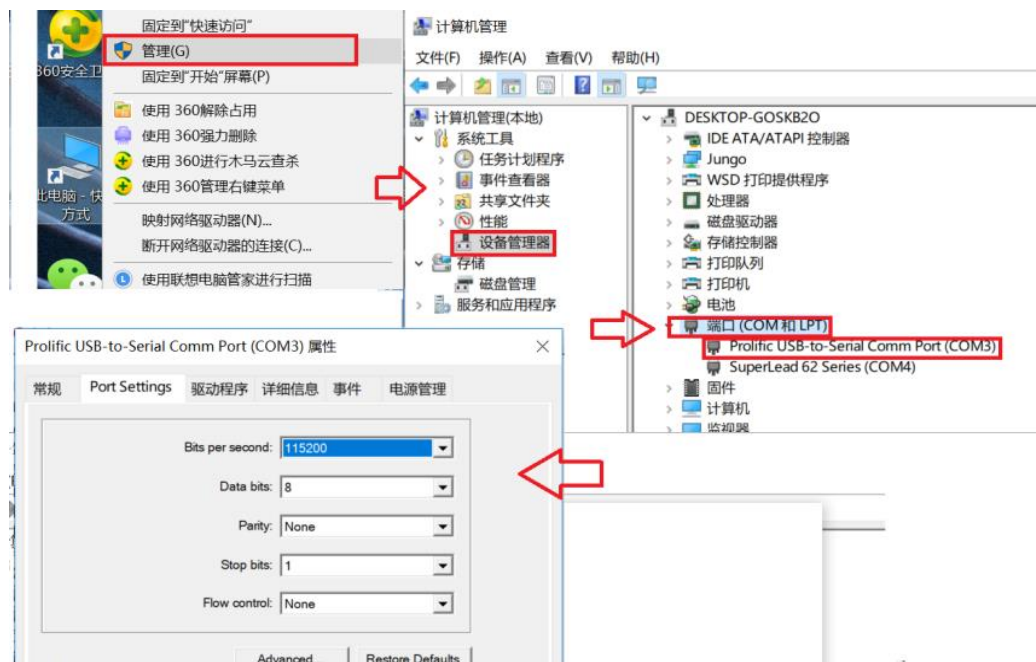 固定到"快速访问"
管理(G)
360安全卫
固定到"开始"屏幕(P)
使用 360解除占用
使用 360强力删除
使用 360进行木马云查杀
使用 360管理右键菜单
此电脑 - 快
方式
映射网络驱动器(N)...
断开网络驱动器的连接(C)...
使用联想电脑管家进行扫描
计算机管理
文件(F) 操作(A) 查看(V) 帮助(H)
计算机管理(本地)
系统工具
任务计划程序
事件查看器
共享文件夹
性能
设备管理器
存储
磁盘管理
服务和应用程序
DESKTOP-GOSKB2O
IDE ATA/ATAPI 控制器
Jungo
WSD 打印提供程序
处理器
磁盘驱动器
存储控制器
打印队列
打印机
电池
端口 (COM 和 LPT)
Prolific USB-to-Serial Comm Port (COM3)
SuperLead 62 Series (COM4)
固件
计算机
监视器
Prolific USB-to-Serial Comm Port (COM3) 属性
常规 Port Settings 驱动程序 详细信息 事件 电源管理
Bits per second: 115200
Data bits: 8
Parity: None
Stop bits: 1
Flow control: None
Advanced... Restore Defaults